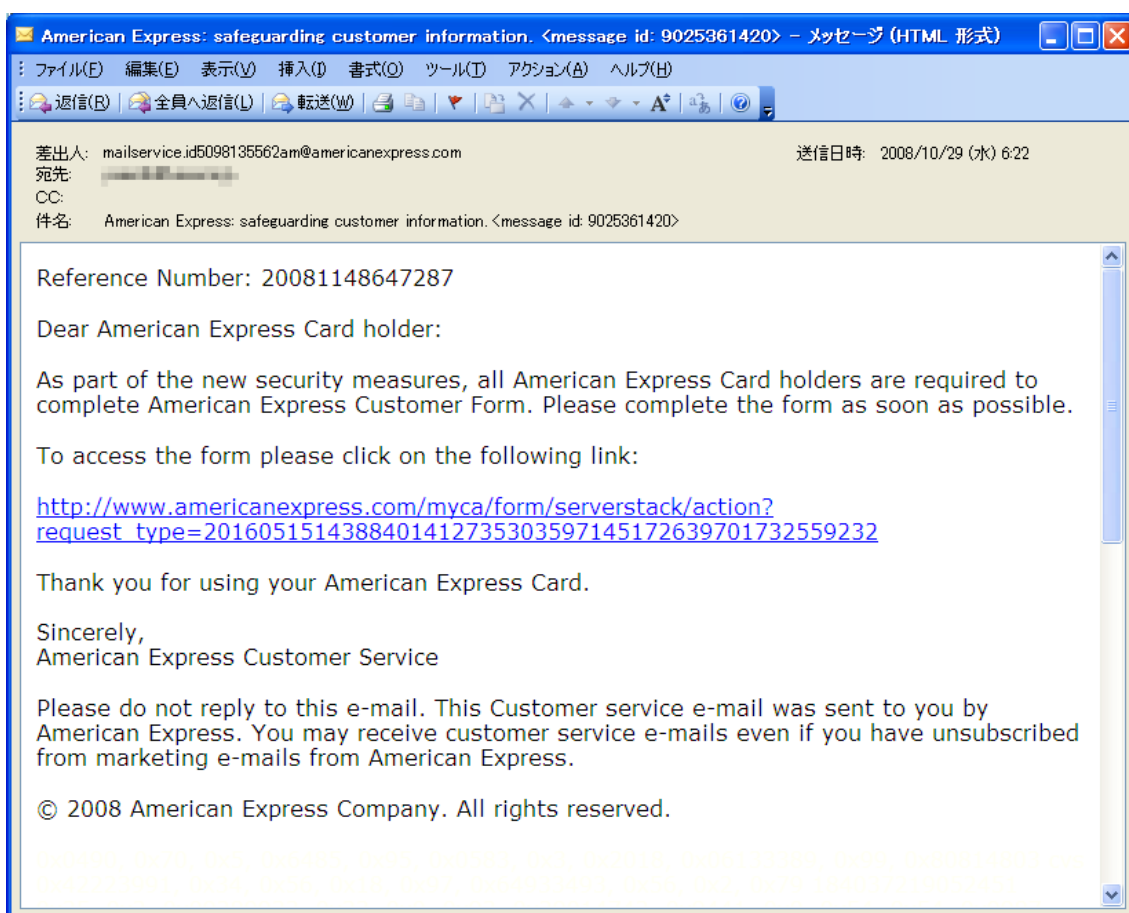 American Express: safeguarding customer information. <message id: 9025361420> - メッセージ (HTML 形式)
ファイル(F) 編集(E) 表示(V) 挿入(I) 書式(O) ツール(T) アクション(A) ヘルプ(H)
返信(R) 全員へ返信(L) 転送(W)
差出人: mailservice.id5098135562am@americanexpress.com 送信日時: 2008/10/29 (水) 6:22
宛先:
CC:
件名: American Express: safeguarding customer information. <message id: 9025361420>
Reference Number: 20081148647287
Dear American Express Card holder:
As part of the new security measures, all American Express Card holders are required to
complete American Express Customer Form. Please complete the form as soon as possible.
To access the form please click on the following link:
http://www.americanexpress.com/myca/form/serverstack/action?
request_type=2016051514388401412735303597145172639701732559232
Thank you for using your American Express Card.
Sincerely,
American Express Customer Service
Please do not reply to this e-mail. This Customer service e-mail was sent to you by
American Express. You may receive customer service e-mails even if you have unsubscribed
from marketing e-mails from American Express.
© 2008 American Express Company. All rights reserved.